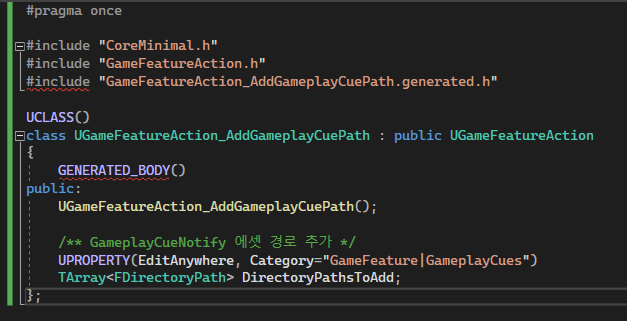 #pragma once
#include "CoreMinimal.h"
#include "GameFeatureAction.h"
#include "GameFeatureAction_AddGameplayCuePath.generated.h"
UCLASS()
class UGameFeatureAction_AddGameplayCuePath : public UGameFeatureAction
{
GENERATED_BODY()
public:
UGameFeatureAction_AddGameplayCuePath();
/** GameplayCueNotify 에셋 경로 추가 */
UPROPERTY(EditAnywhere, Category="GameFeature|GameplayCues")
TArray<FDirectoryPath> DirectoryPathsToAdd;
};